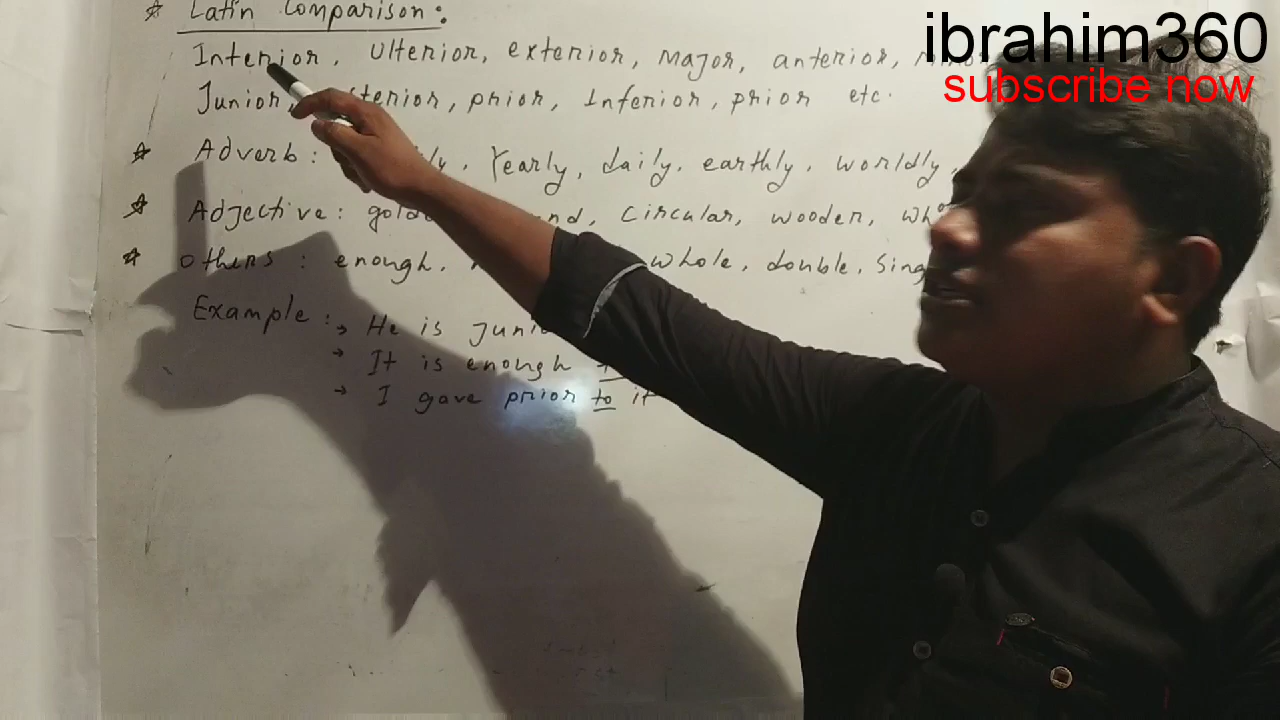 ☆ Latin Comparison:
Interior, Ulterior, exterior, Major, anterior,
Junior, prior, Inferior, prior etc.
☆ Adverb: Yearly, daily, earthly, worldly,
☆ Adjective: Circular, wooden,
☆ Others: enough, whole, double,
Example:
→ He is
→ It is enough
→ I gave prior to it
ibrahim360
subscribe now